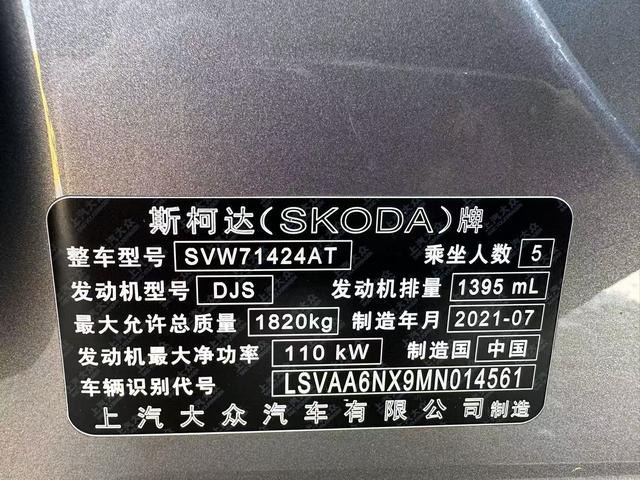 斯柯达(SKODA)牌
整车型号 SVW71424AT 乘坐人数 5
发动机型号 DJS 发动机排量 1395 mL
最大允许总质量 1820kg 制造年月 2021-07
发动机最大净功率 110 kW 制造国 中国
车辆识别代号 LSVAA6NX9MN014561
上汽大众汽车有限公司制造